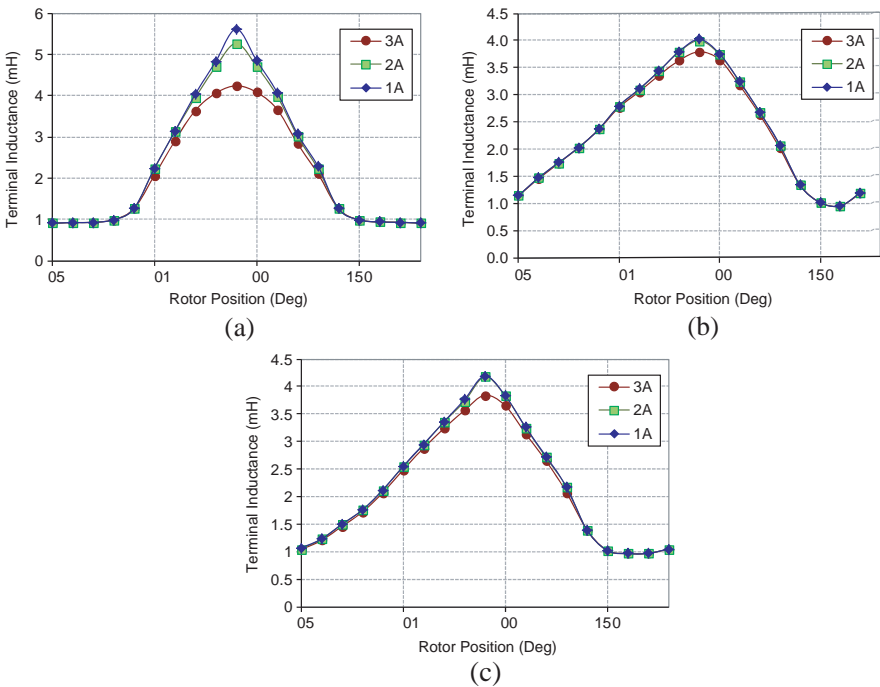 6
5
4
3
2
1
0
Terminal Inductance (mH)
3A
2A
1A
05
01
00
150
Rotor Position (Deg)
(a)
4.5
4.0
3.5
3.0
2.5
2.0
1.5
1.0
0.5
0.0
Terminal Inductance (mH)
3A
2A
1A
05
01
00
150
Rotor Position (Deg)
(b)
4.5
4
3.5
3
2.5
2
1.5
1
0.5
0
Terminal Inductance (mH)
3A
2A
1A
05
01
00
150
Rotor Position (Deg)
(c)